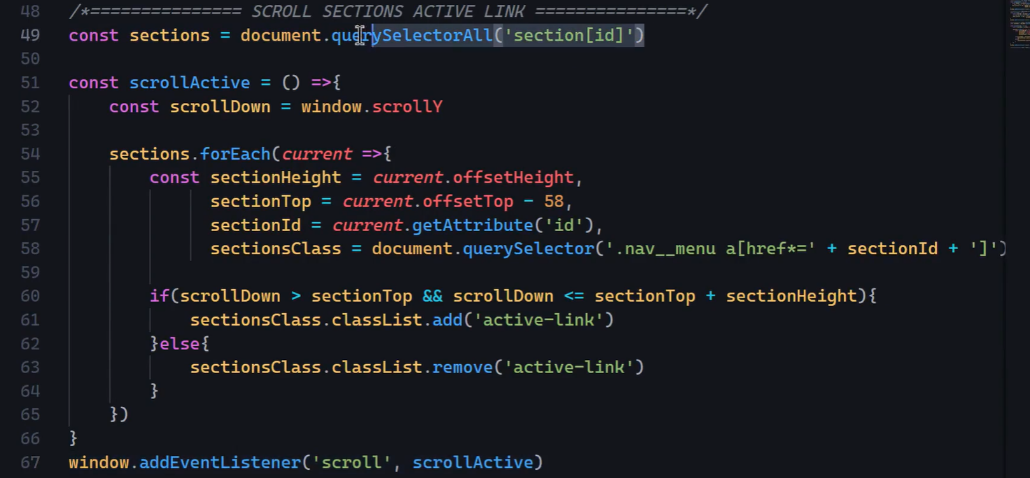 48 /*=============== SCROLL SECTIONS ACTIVE LINK ===============*/
49 const sections = document.querySelectorAll('section[id]')
50
51 const scrollActive = () =>{
52 const scrollDown = window.scrollY
53
54 sections.forEach(current =>{
55 const sectionHeight = current.offsetHeight,
56 sectionTop = current.offsetTop - 58,
57 sectionId = current.getAttribute('id'),
58 sectionsClass = document.querySelector('.nav__menu a[href*=' + sectionId + ']')
59
60 if(scrollDown > sectionTop && scrollDown <= sectionTop + sectionHeight){
61 sectionsClass.classList.add('active-link')
62 }else{
63 sectionsClass.classList.remove('active-link')
64 }
65 })
66 }
67 window.addEventListener('scroll', scrollActive)